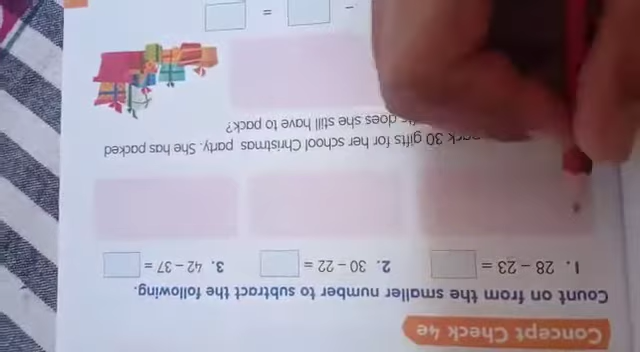 Concept Check 4e
Count on from the smaller number to subtract the following.
1. 28 – 23 =
2. 30 – 22 =
3. 42 – 37 =
30 gifts for her school Christmas party. She has packed
does she still have to pack?
– =